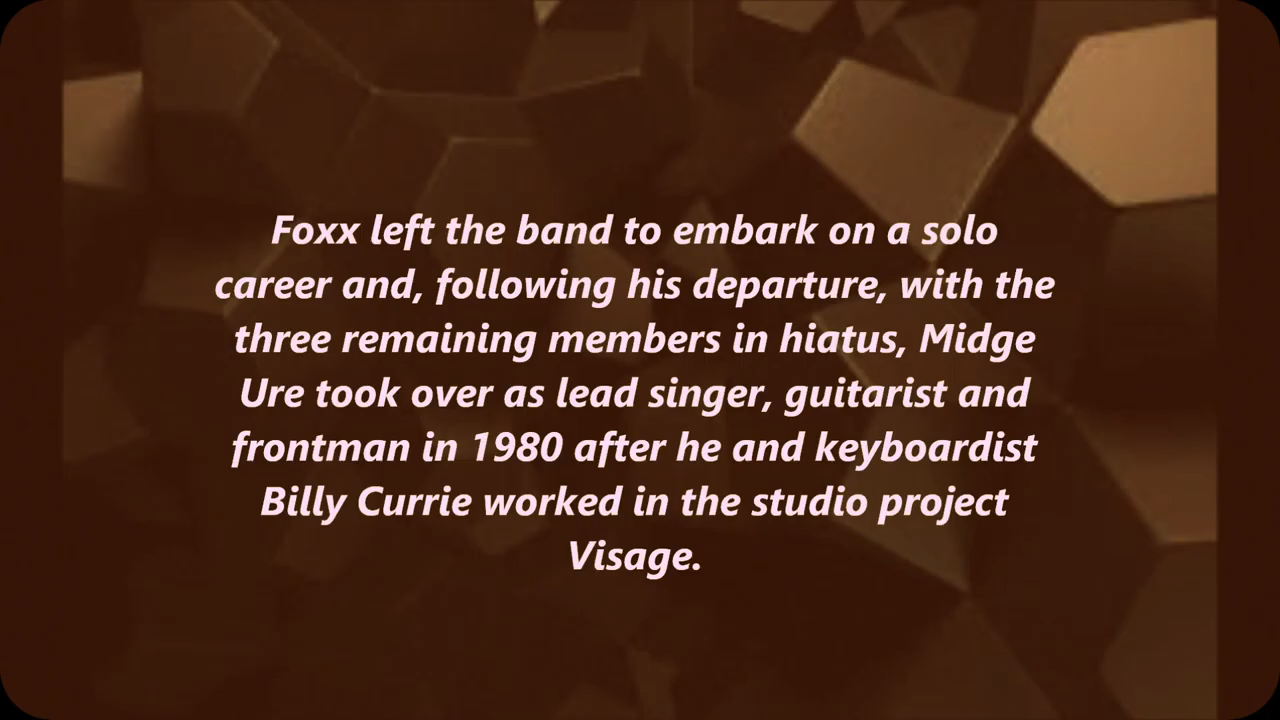 Foxx left the band to embark on a solo
career and, following his departure, with the
three remaining members in hiatus, Midge
Ure took over as lead singer, guitarist and
frontman in 1980 after he and keyboardist
Billy Currie worked in the studio project
Visage.